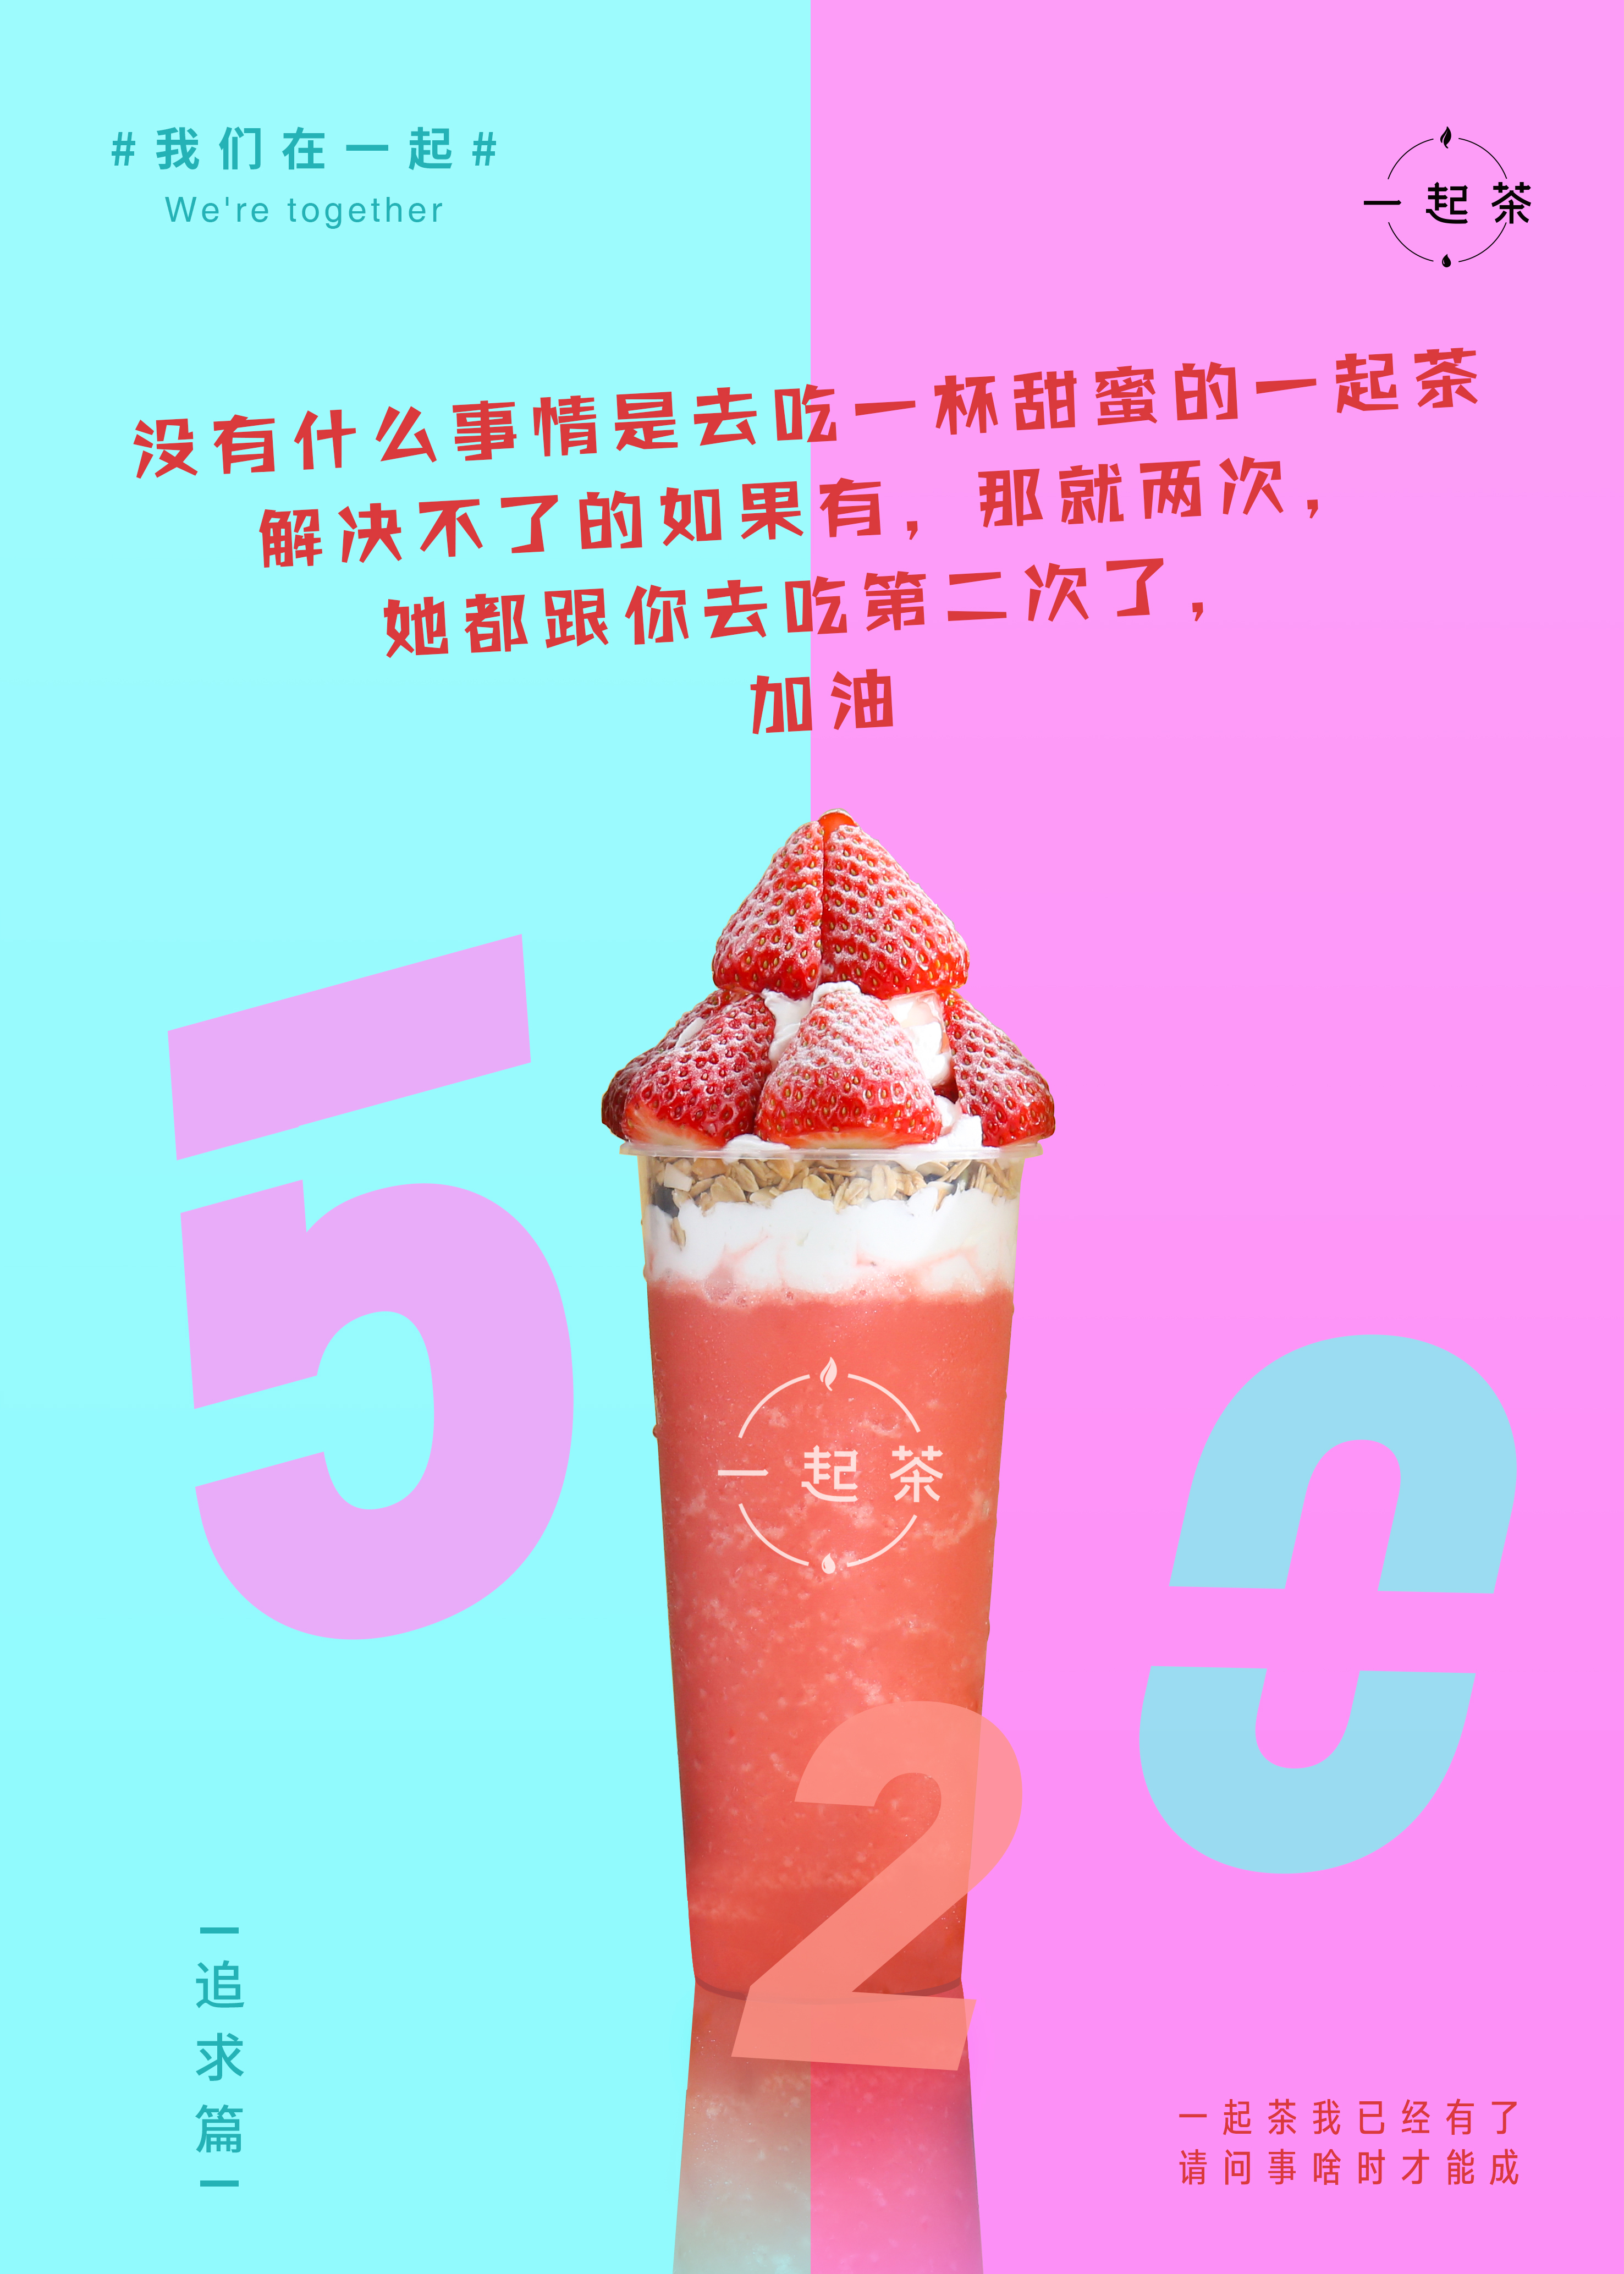 #我们在一起#
We're together
一起茶
没有什么事情是去吃一杯甜蜜的一起茶
解决不了的如果有，那就两次，
她都跟你去吃第二次了，
加油
5
2
0
一起茶
一追求篇一
一起茶我已经有了
请问事啥时才能成